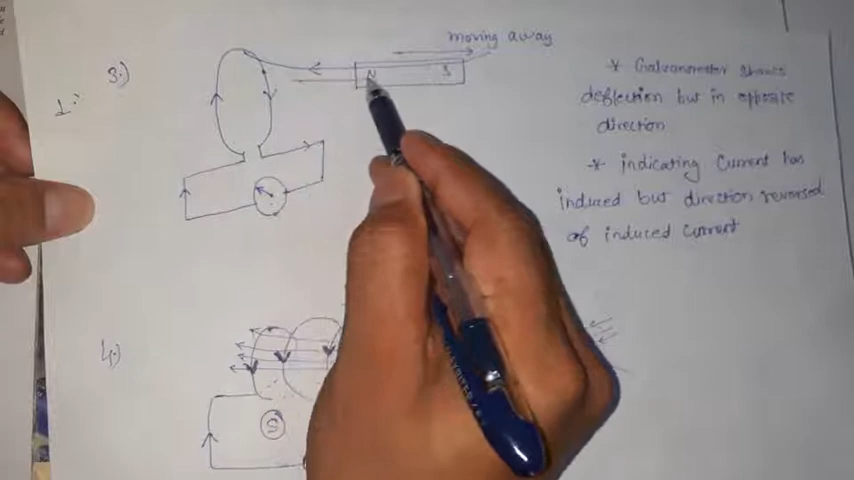 moving away
3.)
N S
* Galvanometer shows
deflection but in opposite
direction
* indicating Current has
induced but direction reversed
of induced Current
4.)
S